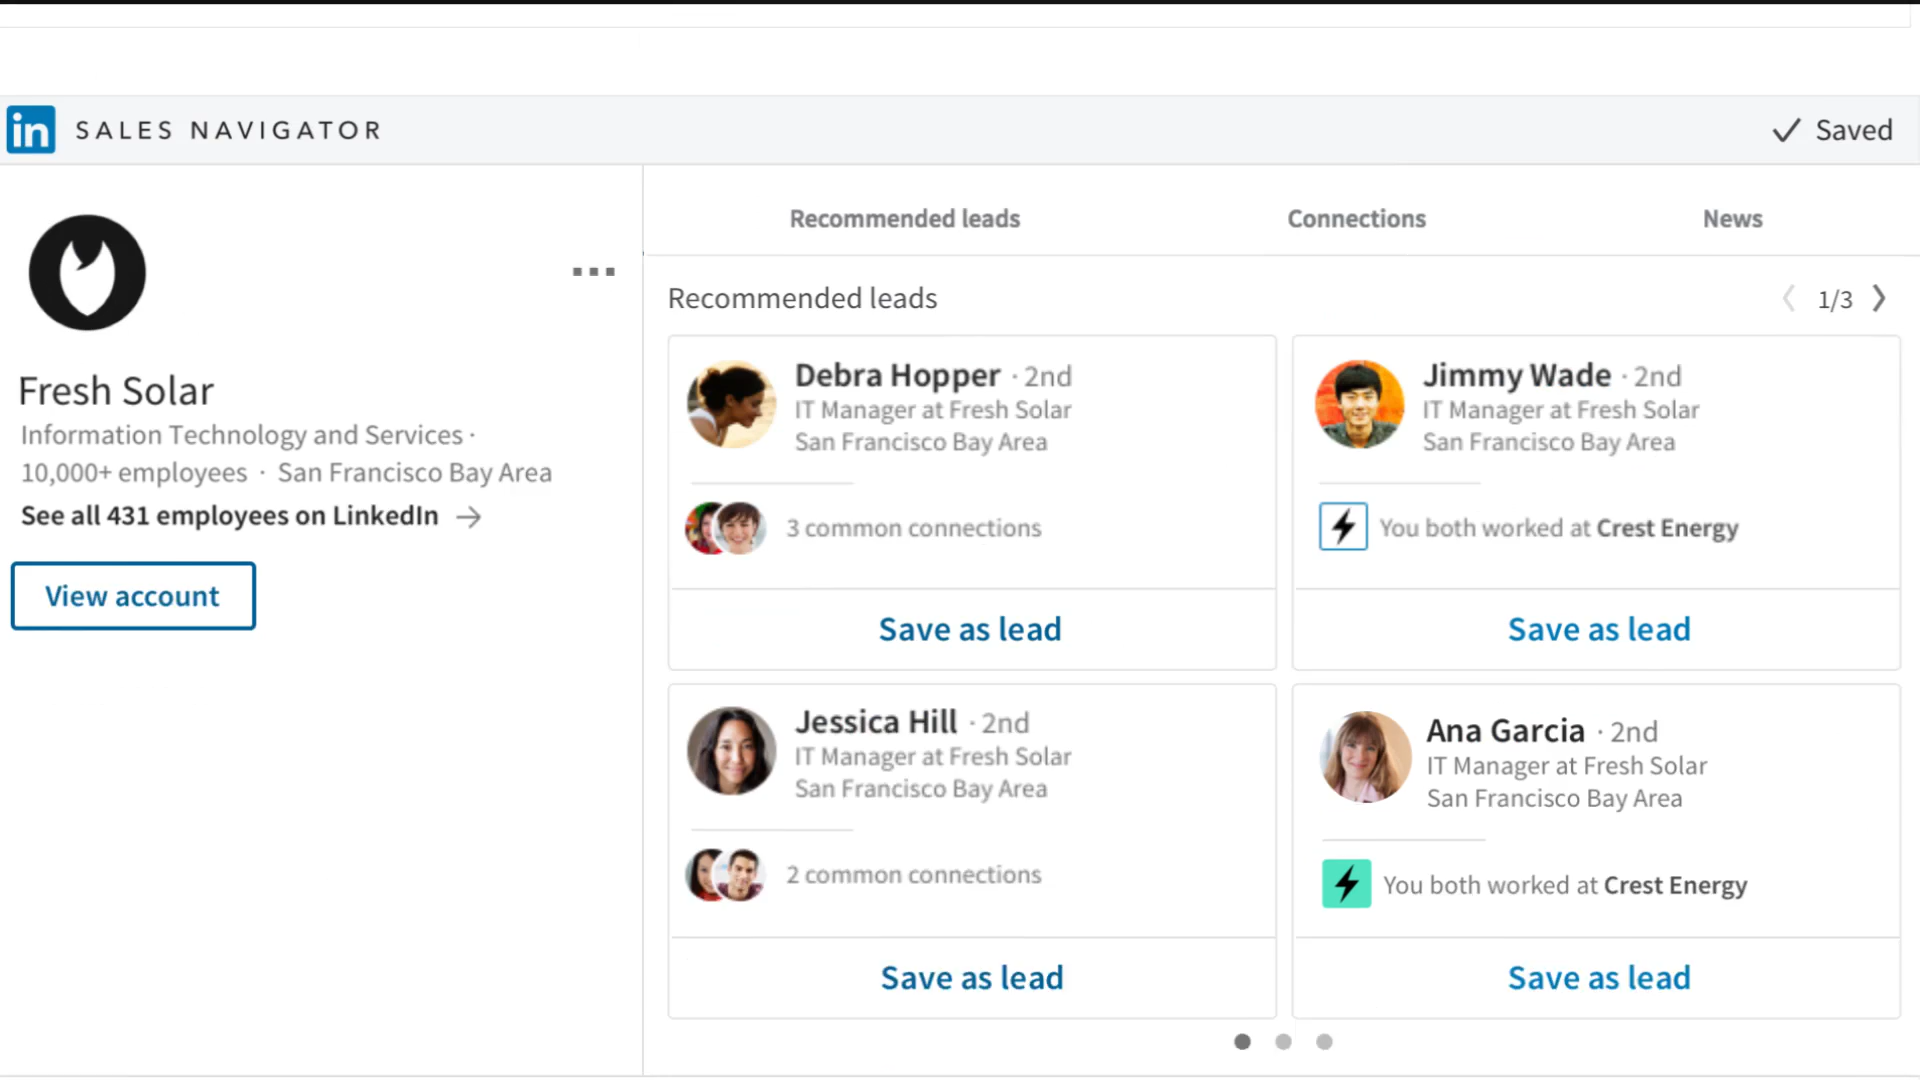 in SALES NAVIGATOR
Saved
Fresh Solar
Information Technology and Services ·
10,000+ employees · San Francisco Bay Area
See all 431 employees on LinkedIn →
View account
Recommended leads
Connections
News
Recommended leads
1/3
Debra Hopper · 2nd
IT Manager at Fresh Solar
San Francisco Bay Area
3 common connections
Save as lead
Jimmy Wade · 2nd
IT Manager at Fresh Solar
San Francisco Bay Area
You both worked at Crest Energy
Save as lead
Jessica Hill · 2nd
IT Manager at Fresh Solar
San Francisco Bay Area
2 common connections
Save as lead
Ana Garcia · 2nd
IT Manager at Fresh Solar
San Francisco Bay Area
You both worked at Crest Energy
Save as lead